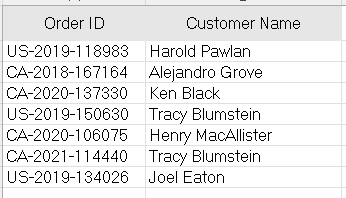 Order ID Customer Name
US-2019-118983 Harold Pawlan
CA-2018-167164 Alejandro Grove
CA-2020-137330 Ken Black
US-2019-150630 Tracy Blumstein
CA-2020-106075 Henry MacAllister
CA-2021-114440 Tracy Blumstein
US-2019-134026 Joel Eaton